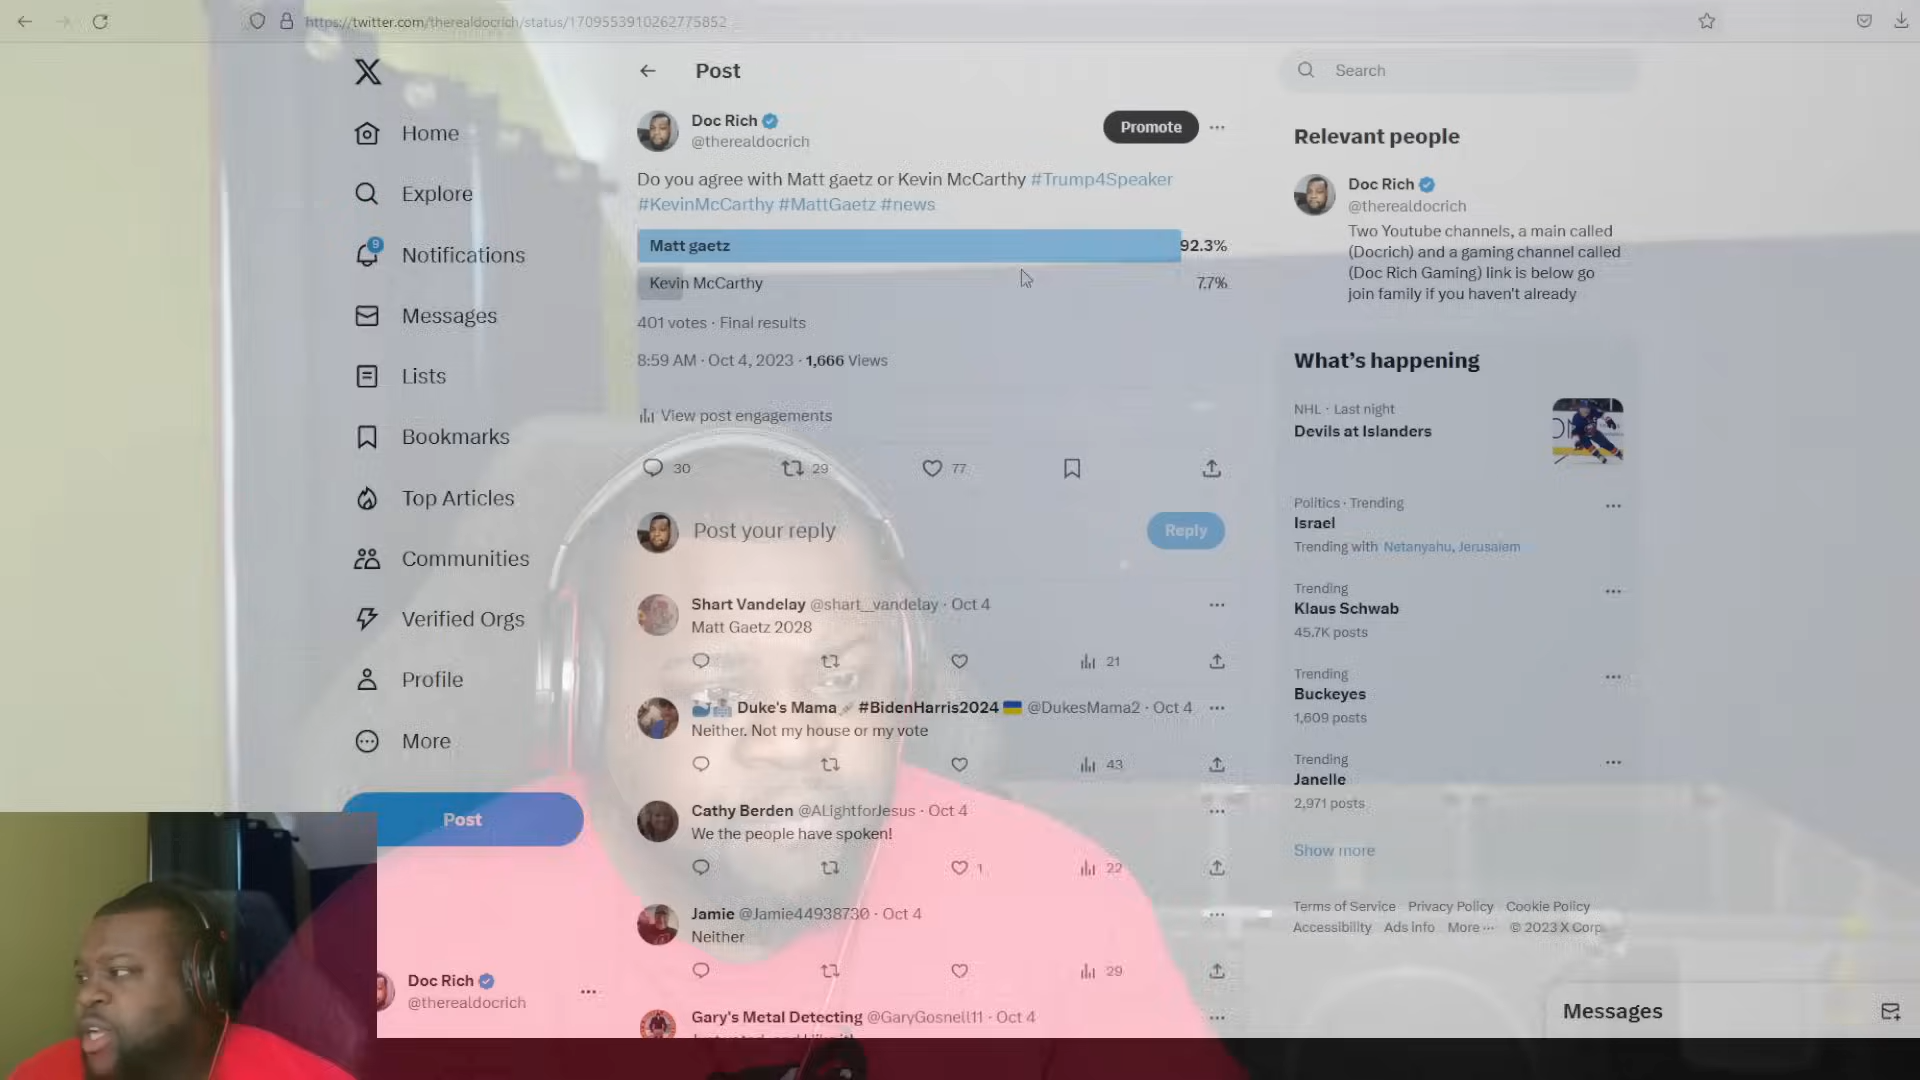 https://twitter.com/therealdocrich/status/1709553910262775852
Home
Explore
9
Notifications
Messages
Lists
Bookmarks
Top Articles
Communities
Verified Orgs
Profile
More
Post
Doc Rich
@therealdocrich
Post
Doc Rich
@therealdocrich
Promote
Do you agree with Matt gaetz or Kevin McCarthy #Trump4Speaker
#KevinMcCarthy #MattGaetz #news
Matt gaetz 92.3%
Kevin McCarthy 7.7%
401 votes · Final results
8:59 AM · Oct 4, 2023 · 1,666 Views
View post engagements
30 29 77
Post your reply
Reply
Shart Vandelay @shart__vandelay · Oct 4
Matt Gaetz 2028
21
Duke's Mama #BidenHarris2024 @DukesMama2 · Oct 4
Neither. Not my house or my vote
43
Cathy Berden @ALightforJesus · Oct 4
We the people have spoken!
1 22
Jamie @Jamie44938730 · Oct 4
Neither
29
Gary's Metal Detecting @GaryGosnell11 · Oct 4
Search
Relevant people
Doc Rich
@therealdocrich
Two Youtube channels, a main called
(Docrich) and a gaming channel called
(Doc Rich Gaming) link is below go
join family if you haven't already
What's happening
NHL · Last night
Devils at Islanders
Politics · Trending
Israel
Trending with Netanyahu, Jerusalem
Trending
Klaus Schwab
45.7K posts
Trending
Buckeyes
1,609 posts
Trending
Janelle
2,971 posts
Show more
Terms of Service Privacy Policy Cookie Policy
Accessibility Ads info More ··· © 2023 X Corp.
Messages